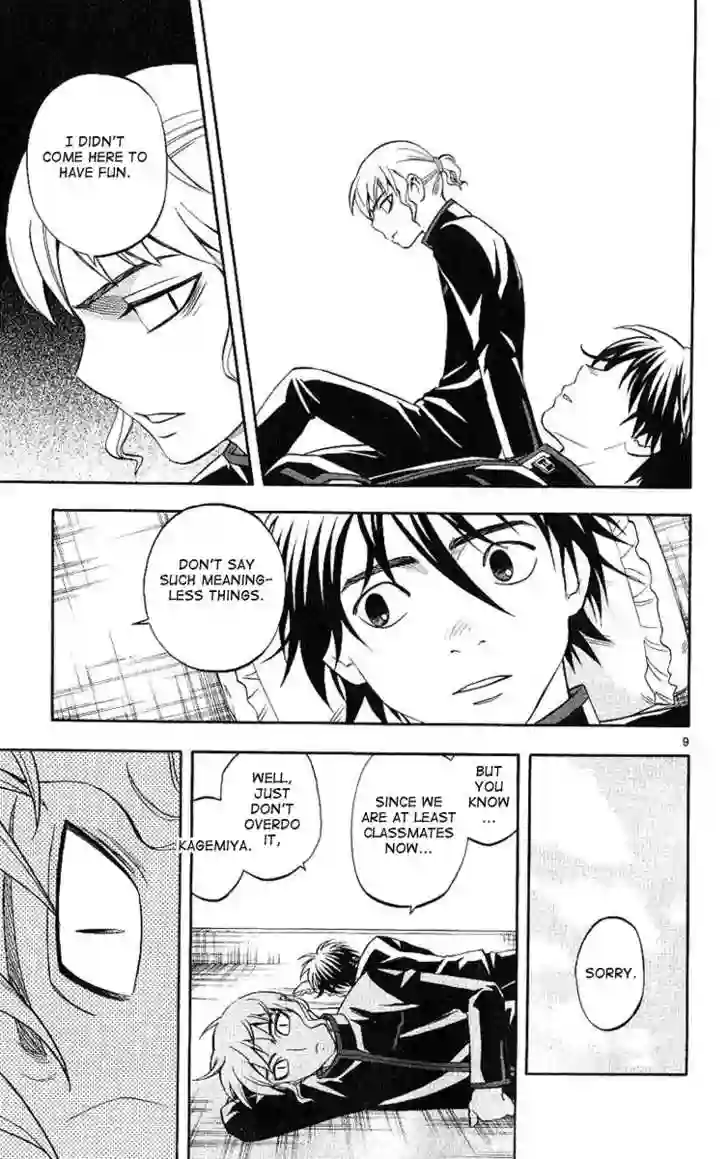 I DIDN'T
COME HERE TO
HAVE FUN.
DON'T SAY
SUCH MEANING-
LESS THINGS.
9
SORRY.
BUT
YOU
KNOW
...
SINCE WE
ARE AT LEAST
CLASSMATES
NOW...
WELL,
JUST
DON'T
OVERDO
IT,
KAGEMIYA.